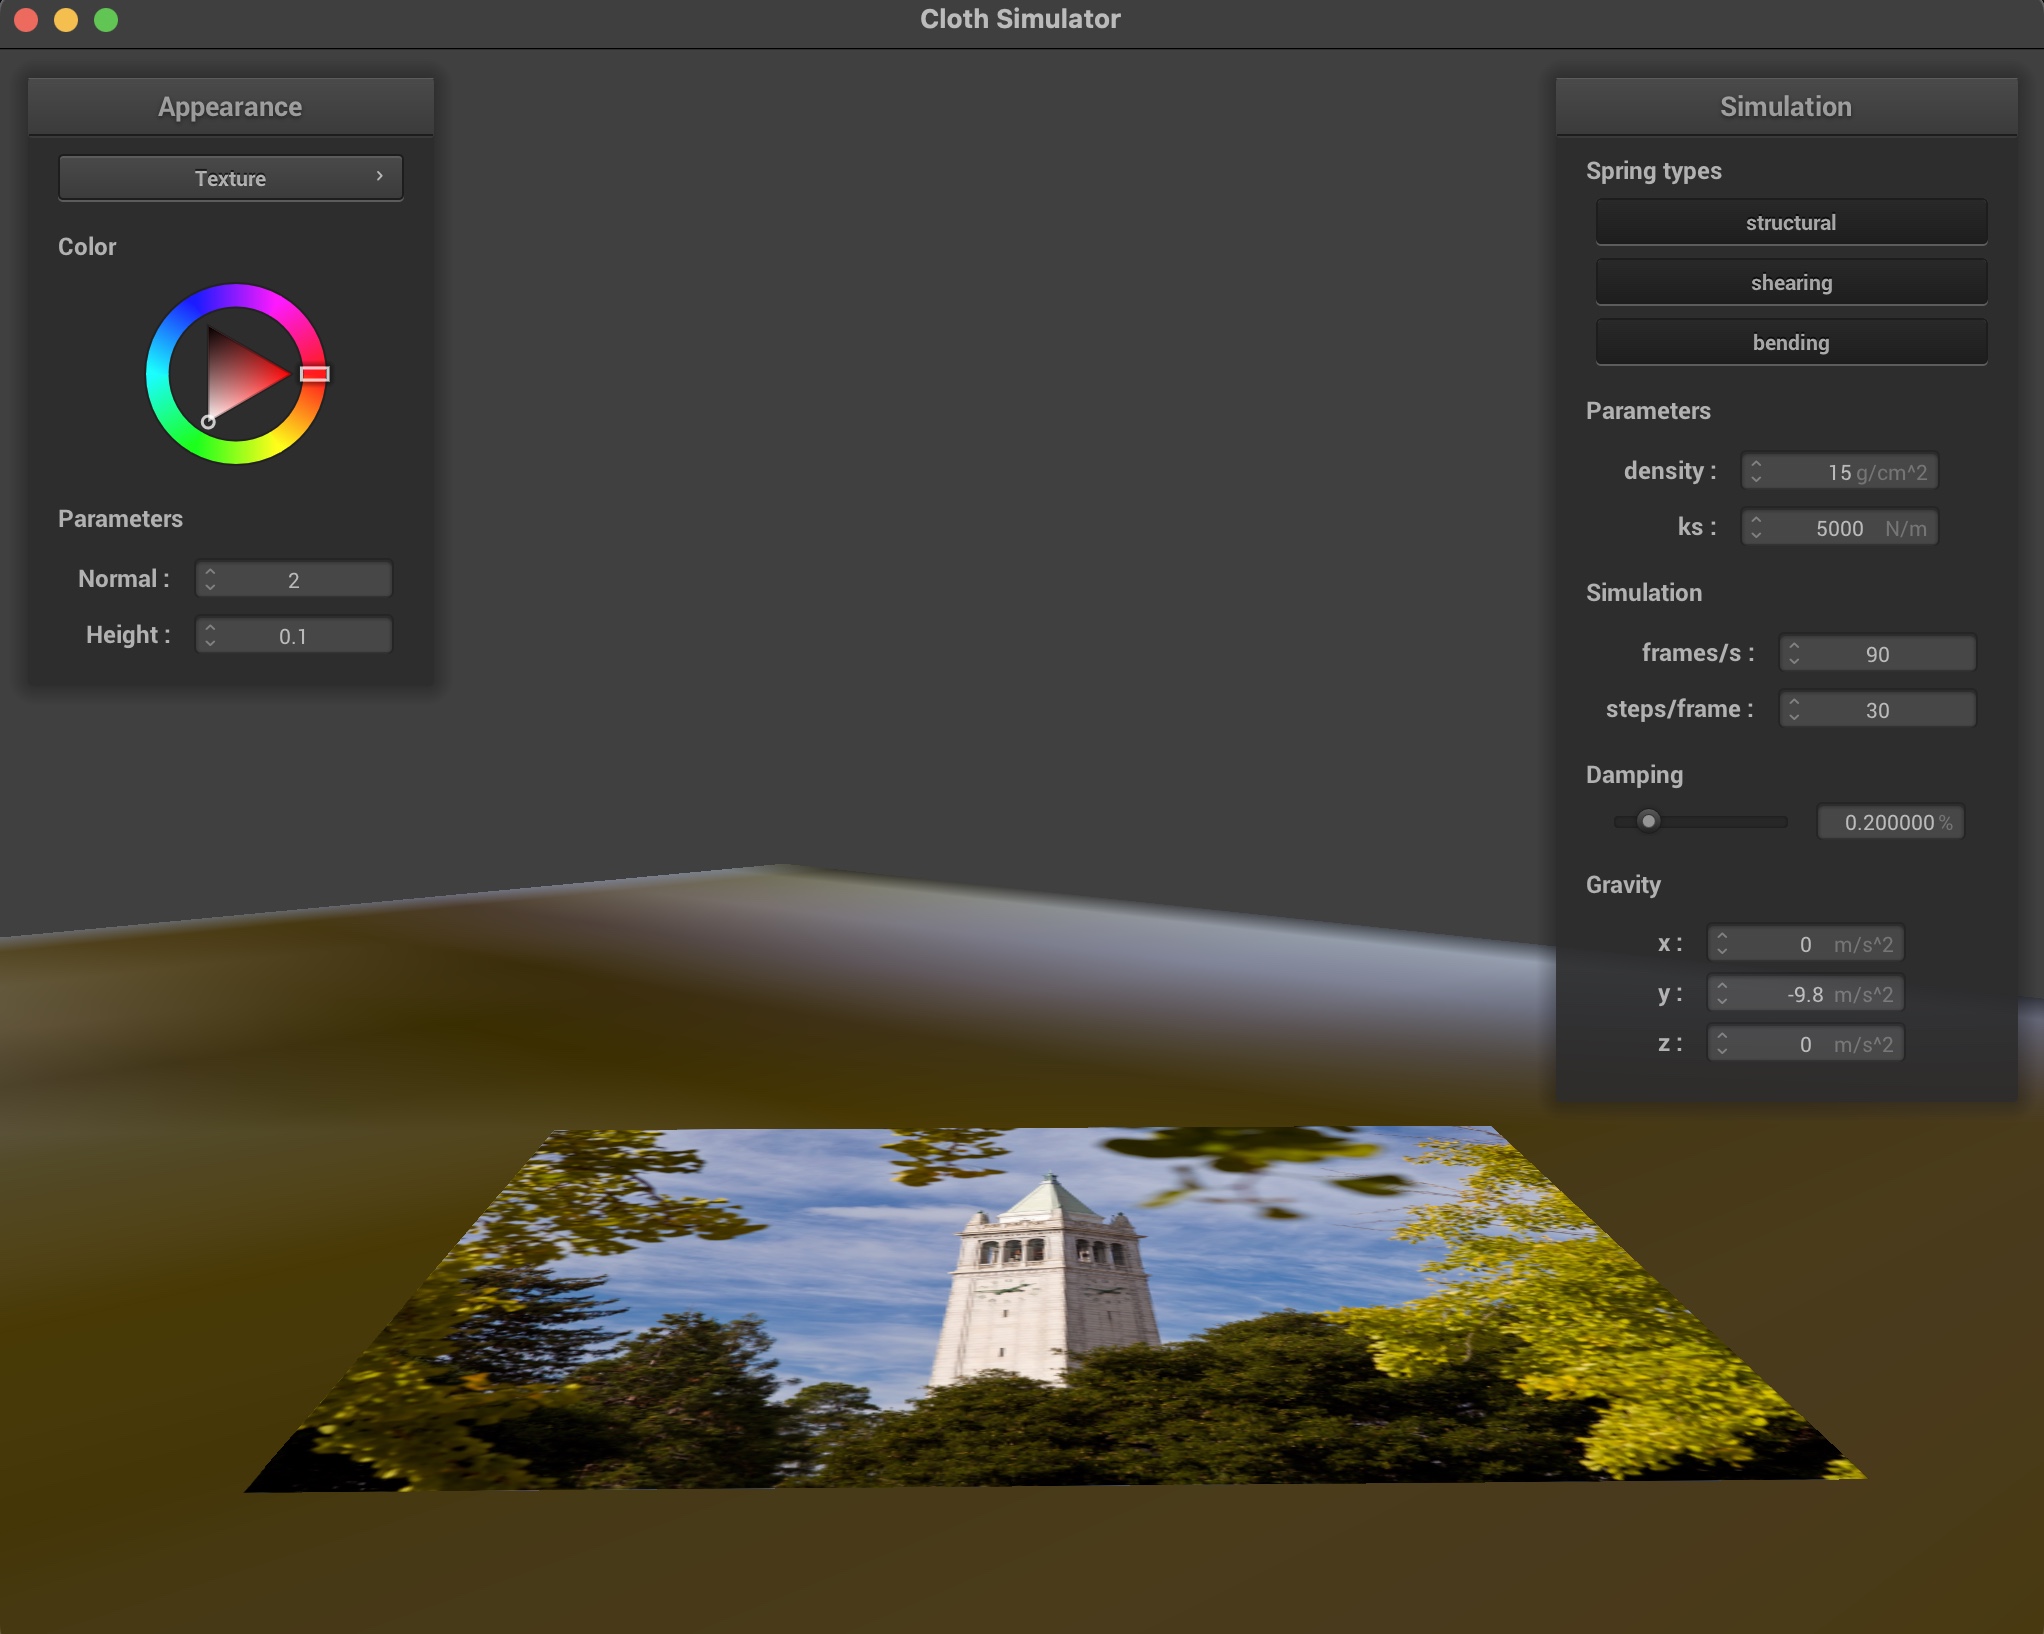 Cloth Simulator
Appearance
Texture
Color
Parameters
Normal : 2
Height : 0.1
Simulation
Spring types
structural
shearing
bending
Parameters
density : 15 g/cm^2
ks : 5000 N/m
Simulation
frames/s : 90
steps/frame : 30
Damping
0.200000 %
Gravity
x : 0 m/s^2
y : -9.8 m/s^2
z : 0 m/s^2